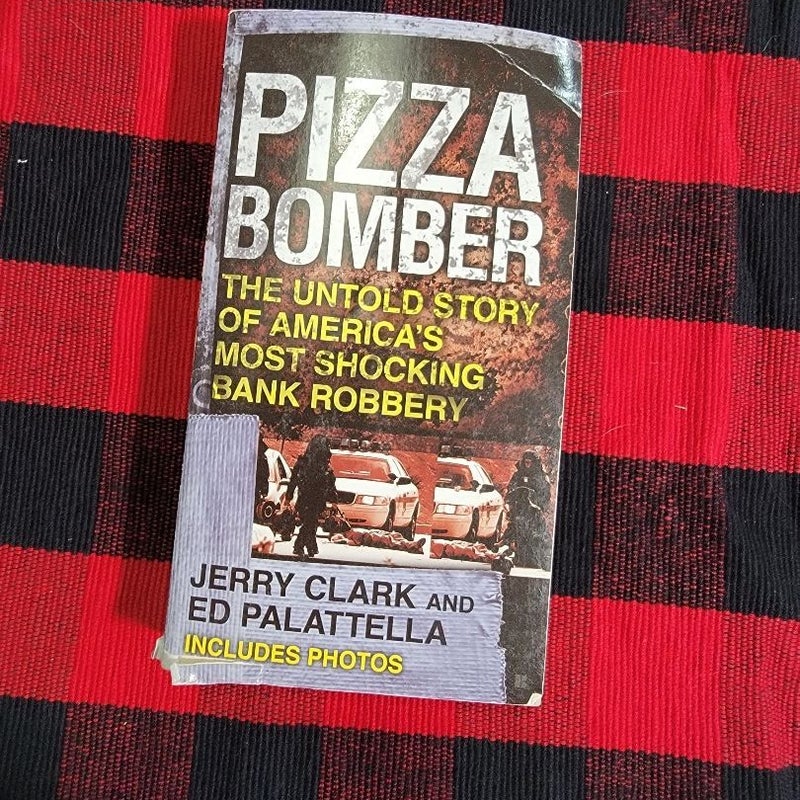 PIZZA
BOMBER
THE UNTOLD STORY
OF AMERICA'S
MOST SHOCKING
BANK ROBBERY
JERRY CLARK AND
ED PALATTELLA
INCLUDES PHOTOS